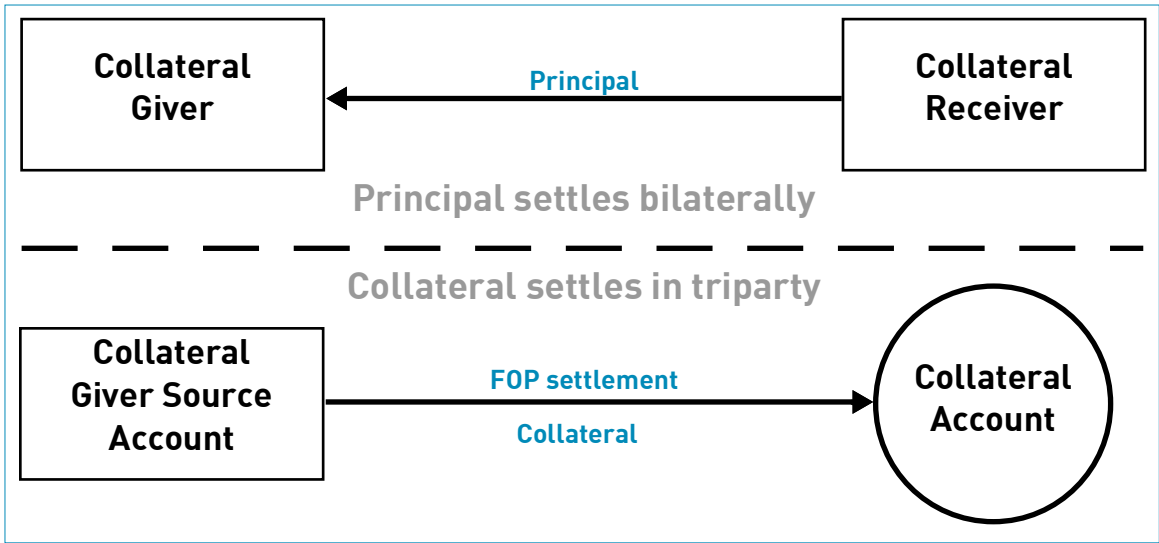 Collateral
Giver
Principal
Collateral
Receiver
Principal settles bilaterally
Collateral settles in triparty
Collateral
Giver Source
Account
FOP settlement
Collateral
Collateral
Account